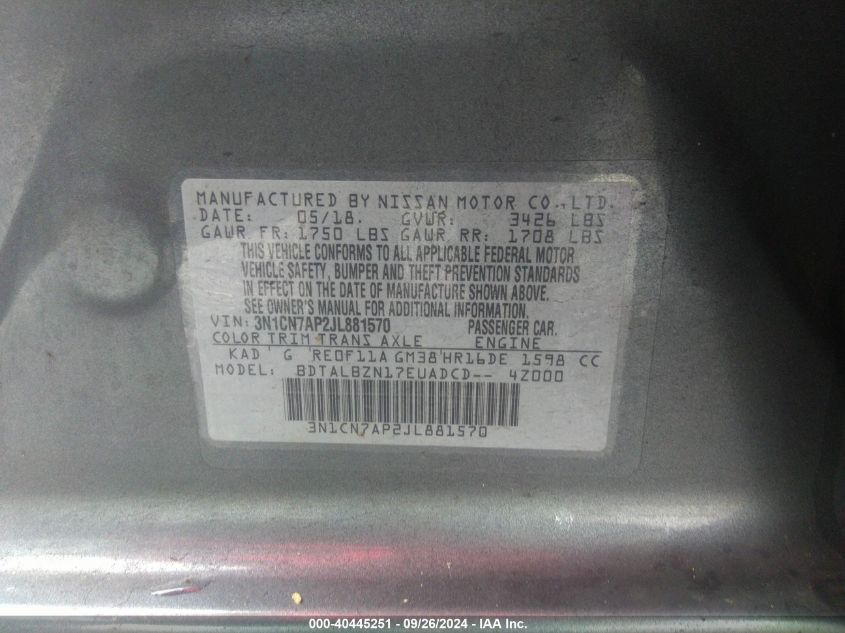 MANUFACTURED BY NISSAN MOTOR CO.,LTD.
DATE: 05/18. GVWR: 3426 LBS
GAWR FR: 1750 LBS GAWR RR: 1708 LBS
THIS VEHICLE CONFORMS TO ALL APPLICABLE FEDERAL MOTOR
VEHICLE SAFETY, BUMPER AND THEFT PREVENTION STANDARDS
IN EFFECT ON THE DATE OF MANUFACTURE SHOWN ABOVE.
SEE OWNER'S MANUAL FOR ADDITIONAL INFORMATION.
VIN: 3N1CN7AP2JL881570 PASSENGER CAR.
COLOR TRIM TRANS AXLE ENGINE
KAD G RE0F11A GM38 HR16DE 1598 CC
MODEL: BDTALBZN17EUADCD-- 4Z000
3N1CN7AP2JL881570
000-40445251 - 09/26/2024 - IAA Inc.